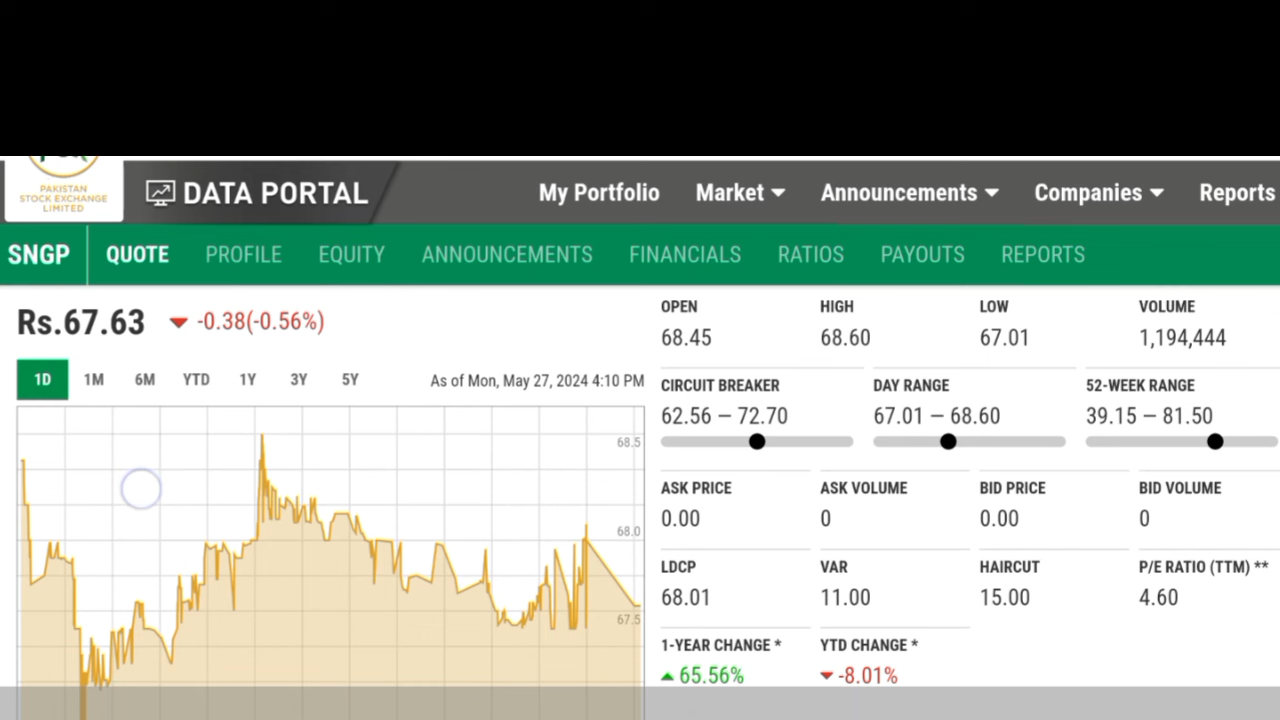 PAKISTAN
STOCK EXCHANGE
LIMITED
DATA PORTAL
My Portfolio Market Announcements Companies Reports
SNGP QUOTE PROFILE EQUITY ANNOUNCEMENTS FINANCIALS RATIOS PAYOUTS REPORTS
Rs.67.63 -0.38(-0.56%)
1D 1M 6M YTD 1Y 3Y 5Y As of Mon, May 27, 2024 4:10 PM
68.5
68.0
67.5
OPEN HIGH LOW VOLUME
68.45 68.60 67.01 1,194,444
CIRCUIT BREAKER DAY RANGE 52-WEEK RANGE
62.56 — 72.70 67.01 — 68.60 39.15 — 81.50
ASK PRICE ASK VOLUME BID PRICE BID VOLUME
0.00 0 0.00 0
LDCP VAR HAIRCUT P/E RATIO (TTM) **
68.01 11.00 15.00 4.60
1-YEAR CHANGE * YTD CHANGE *
65.56% -8.01%